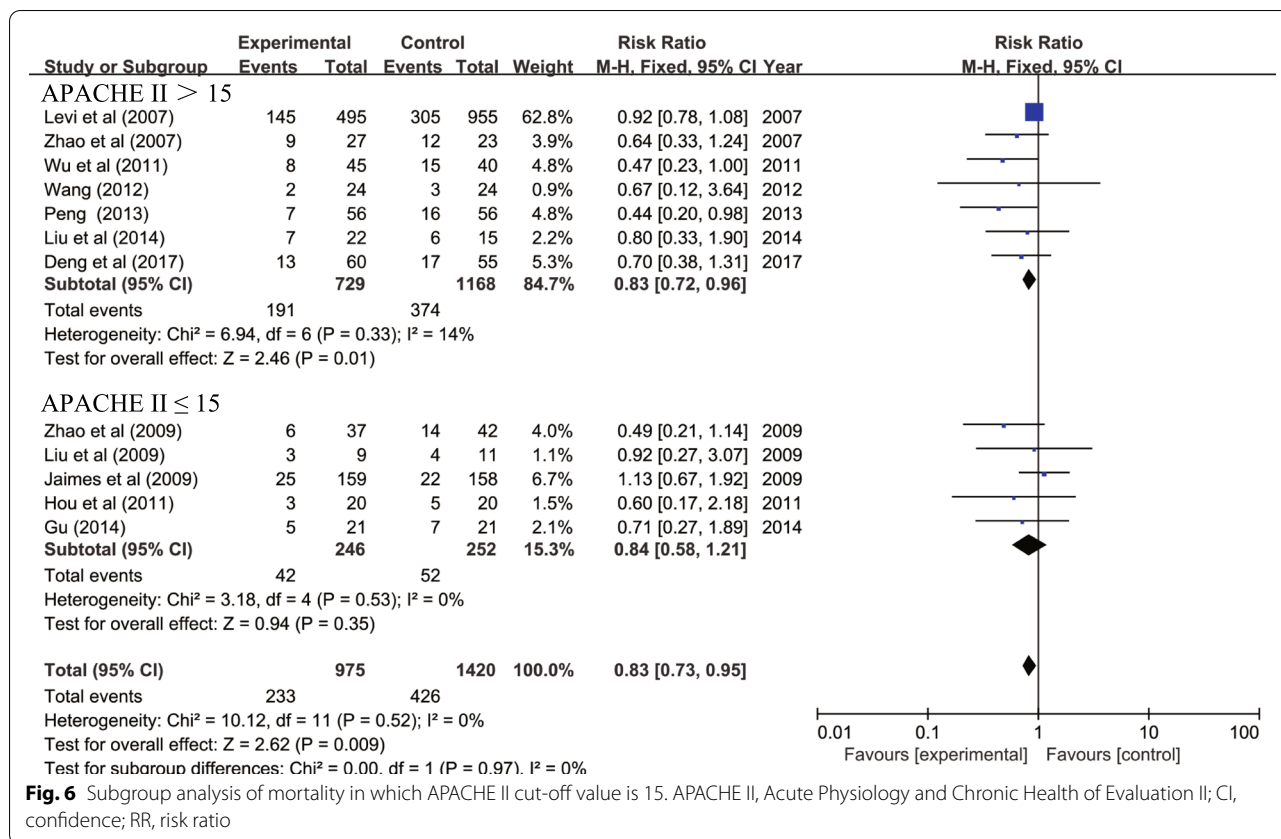 Experimental Control Risk Ratio Risk Ratio
Study or Subgroup Events Total Events Total Weight M-H, Fixed, 95% CI Year M-H, Fixed, 95% CI
APACHE II > 15
Levi et al (2007) 145 495 305 955 62.8% 0.92 [0.78, 1.08] 2007
Zhao et al (2007) 9 27 12 23 3.9% 0.64 [0.33, 1.24] 2007
Wu et al (2011) 8 45 15 40 4.8% 0.47 [0.23, 1.00] 2011
Wang (2012) 2 24 3 24 0.9% 0.67 [0.12, 3.64] 2012
Peng (2013) 7 56 16 56 4.8% 0.44 [0.20, 0.98] 2013
Liu et al (2014) 7 22 6 15 2.2% 0.80 [0.33, 1.90] 2014
Deng et al (2017) 13 60 17 55 5.3% 0.70 [0.38, 1.31] 2017
Subtotal (95% CI) 729 1168 84.7% 0.83 [0.72, 0.96]
Total events 191 374
Heterogeneity: Chi² = 6.94, df = 6 (P = 0.33); I² = 14%
Test for overall effect: Z = 2.46 (P = 0.01)
APACHE II ≤ 15
Zhao et al (2009) 6 37 14 42 4.0% 0.49 [0.21, 1.14] 2009
Liu et al (2009) 3 9 4 11 1.1% 0.92 [0.27, 3.07] 2009
Jaimes et al (2009) 25 159 22 158 6.7% 1.13 [0.67, 1.92] 2009
Hou et al (2011) 3 20 5 20 1.5% 0.60 [0.17, 2.18] 2011
Gu (2014) 5 21 7 21 2.1% 0.71 [0.27, 1.89] 2014
Subtotal (95% CI) 246 252 15.3% 0.84 [0.58, 1.21]
Total events 42 52
Heterogeneity: Chi² = 3.18, df = 4 (P = 0.53); I² = 0%
Test for overall effect: Z = 0.94 (P = 0.35)
Total (95% CI) 975 1420 100.0% 0.83 [0.73, 0.95]
Total events 233 426
Heterogeneity: Chi² = 10.12, df = 11 (P = 0.52); I² = 0%
Test for overall effect: Z = 2.62 (P = 0.009)
Test for subgroup differences: Chi² = 0.00, df = 1 (P = 0.97), I² = 0%
0.01 0.1 1 10 100
Favours [experimental] Favours [control]
Fig. 6 Subgroup analysis of mortality in which APACHE II cut-off value is 15. APACHE II, Acute Physiology and Chronic Health of Evaluation II; CI,
confidence; RR, risk ratio